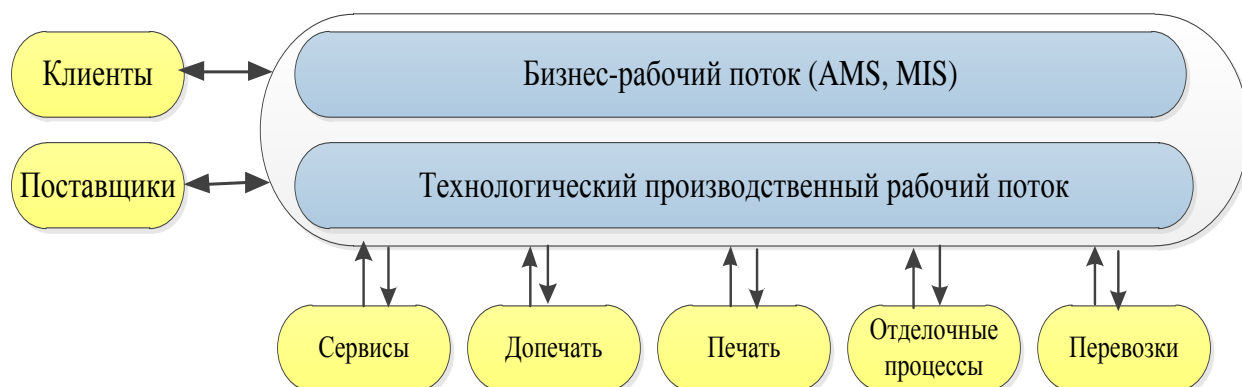 Клиенты
Бизнес-рабочий поток (AMS, MIS)
Поставщики
Технологический производственный рабочий поток
Сервисы
Допечать
Печать
Отделочные
процессы
Перевозки